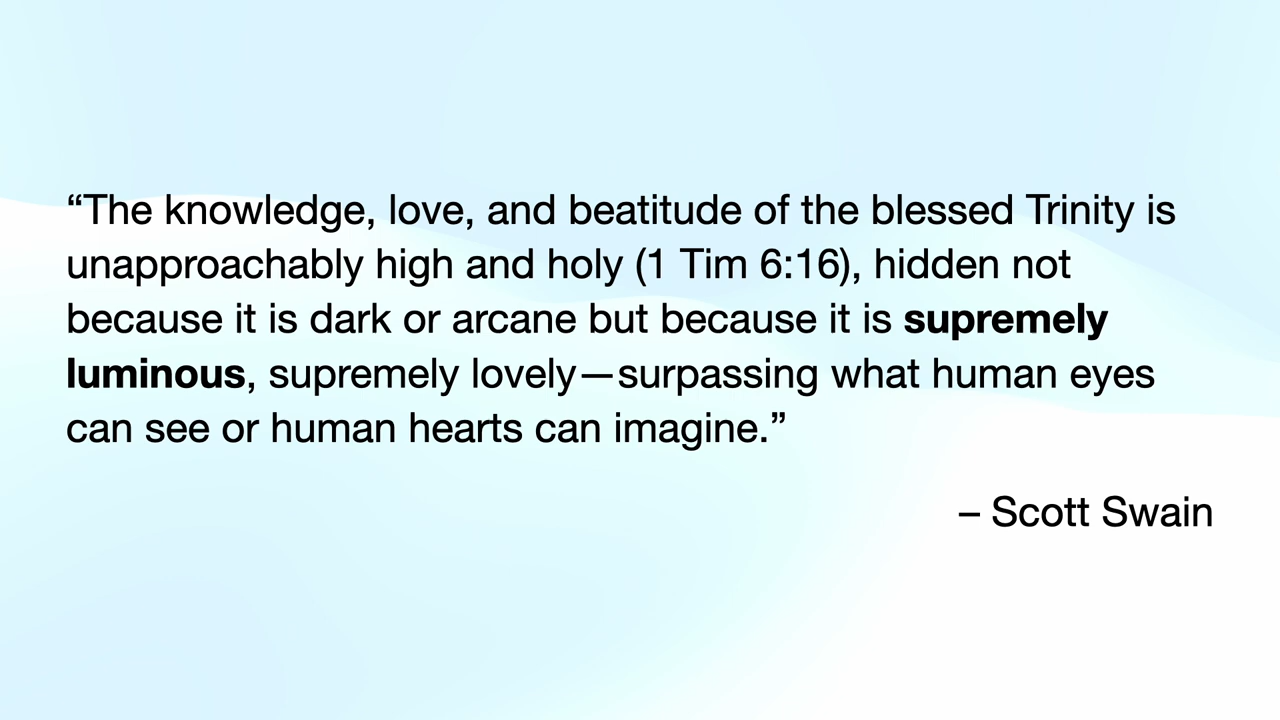 “The knowledge, love, and beatitude of the blessed Trinity is
unapproachably high and holy (1 Tim 6:16), hidden not
because it is dark or arcane but because it is supremely
luminous, supremely lovely—surpassing what human eyes
can see or human hearts can imagine.”
– Scott Swain